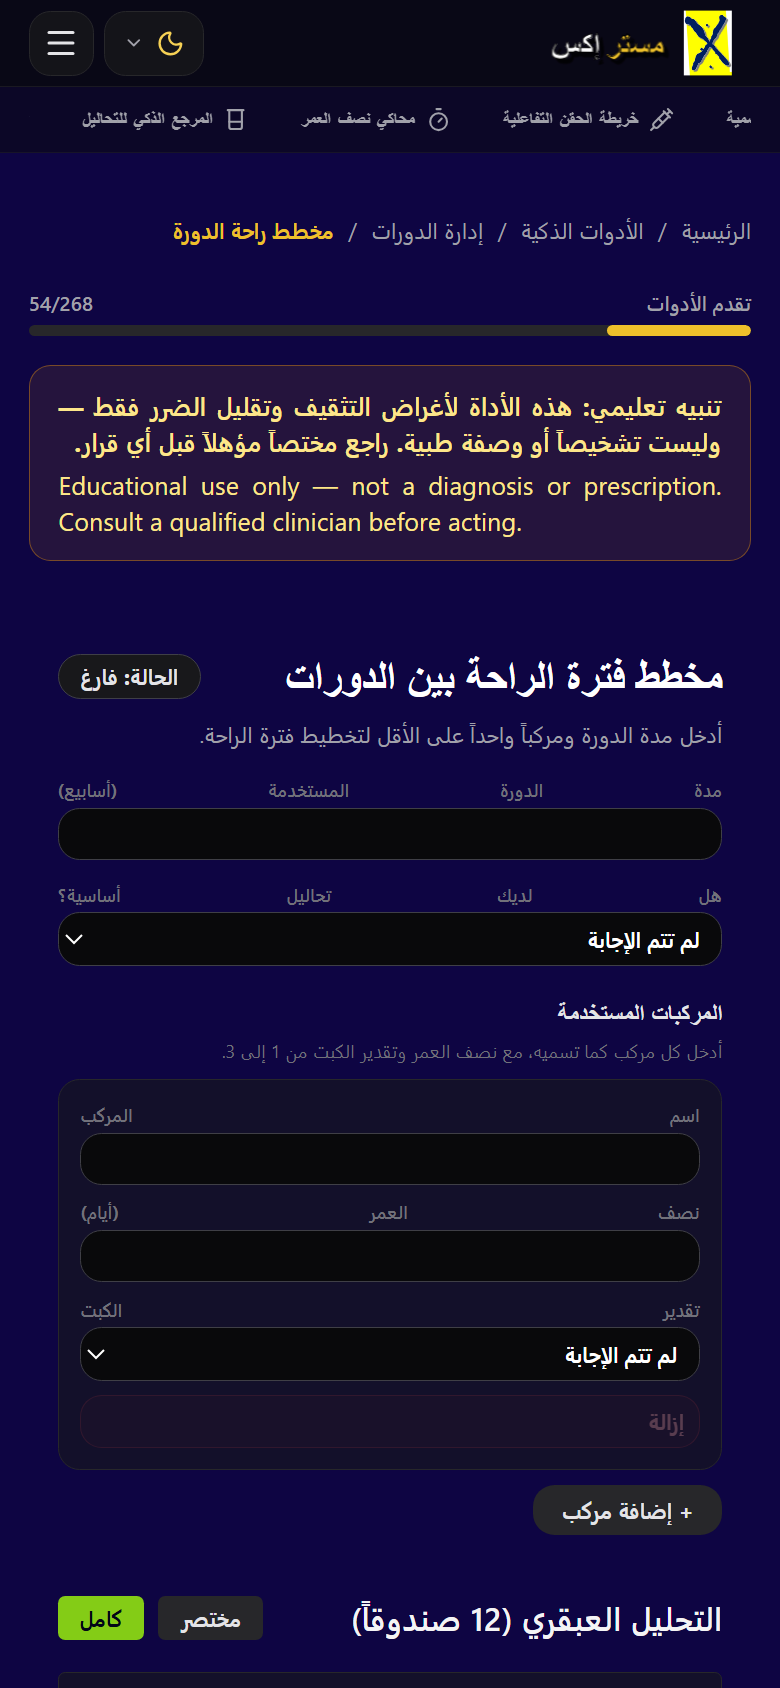 مستر إكس
سمية
خريطة الحقن التفاعلية
محاكي نصف العمر
المرجع الذكي للتحاليل
الرئيسية / الأدوات الذكية / إدارة الدورات / مخطط راحة الدورة
تقدم الأدوات
54/268
تنبيه تعليمي: هذه الأداة لأغراض التثقيف وتقليل الضرر فقط —
وليست تشخيصاً أو وصفة طبية. راجع مختصاً مؤهلاً قبل أي قرار.
Educational use only — not a diagnosis or prescription.
Consult a qualified clinician before acting.
مخطط فترة الراحة بين الدورات
الحالة: فارغ
أدخل مدة الدورة ومركباً واحداً على الأقل لتخطيط فترة الراحة.
مدة الدورة المستخدمة (أسابيع)
هل لديك تحاليل أساسية؟
لم تتم الإجابة
المركبات المستخدمة
أدخل كل مركب كما تسميه، مع نصف العمر وتقدير الكبت من 1 إلى 3.
اسم المركب
نصف العمر (أيام)
تقدير الكبت
لم تتم الإجابة
إزالة
+ إضافة مركب
التحليل العبقري (12 صندوقاً)
مختصر
كامل